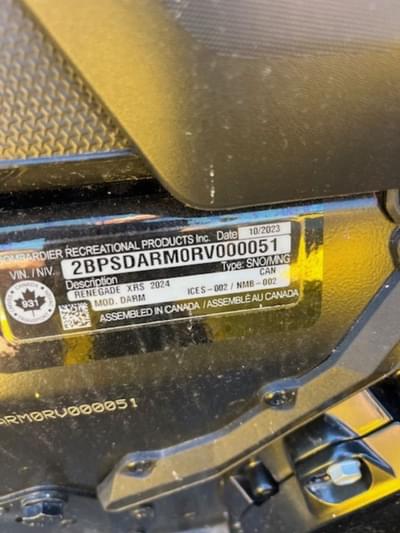 OMBARDIER RECREATIONAL PRODUCTS Inc. Date 10/2023
VIN. / NIV. 2BPSDARM0RV000051
Description Type: SNO/MNG
RENEGADE XRS 2024 CAN
MOD. DARM ICES-002 / NMB-002
ASSEMBLED IN CANADA / ASSEMBLÉ AU CANADA
931
ARM0RV000051